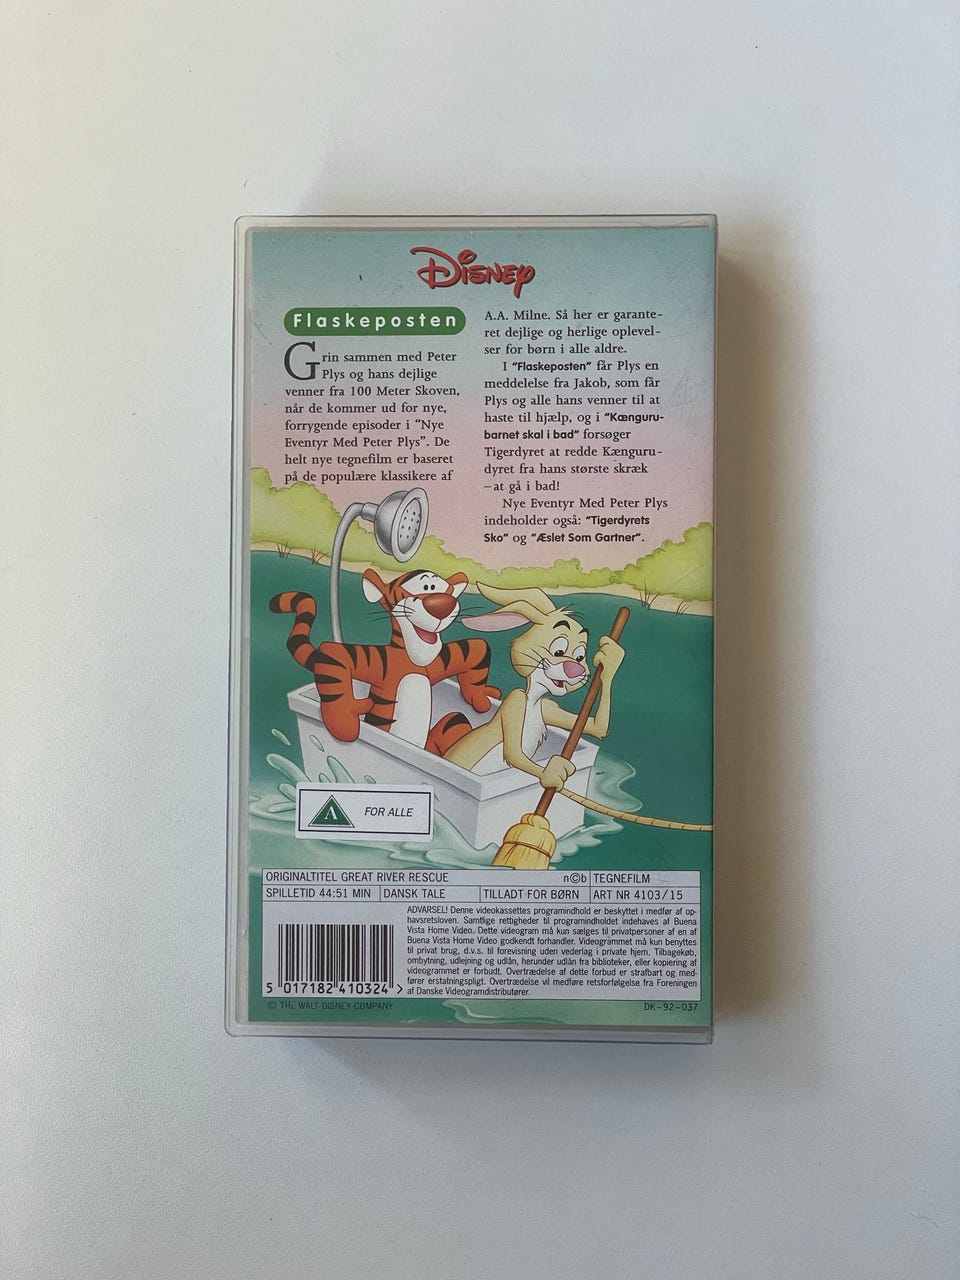 Disney
Flaskeposten
Grin sammen med Peter
Plys og hans dejlige
venner fra 100 Meter Skoven,
når de kommer ud for nye,
forrygende episoder i “Nye
Eventyr Med Peter Plys”. De
helt nye tegnefilm er baseret
på de populære klassikere af
A.A. Milne. Så her er garante-
ret dejlige og herlige oplevel-
ser for børn i alle aldre.
I “Flaskeposten” får Plys en
meddelelse fra Jakob, som får
Plys og alle hans venner til at
haste til hjælp, og i “Kænguru-
barnet skal i bad” forsøger
Tigerdyret at redde Kænguru-
dyret fra hans største skræk
–at gå i bad!
Nye Eventyr Med Peter Plys
indeholder også: “Tigerdyrets
Sko” og “Æslet Som Gartner”.
A FOR ALLE
ORIGINALTITEL GREAT RIVER RESCUE n©b TEGNEFILM
SPILLETID 44:51 MIN DANSK TALE TILLADT FOR BØRN ART NR 4103/15
ADVARSEL! Denne videokassettes programindhold er beskyttet i medfør af op-
havsretsloven. Samtlige rettigheder til programindholdet indehaves af Buena
Vista Home Video. Dette videogram må kun sælges til privatpersoner af en af
Buena Vista Home Video godkendt forhandler. Videogrammet må kun benyttes
til privat brug, d.v.s. til forevisning uden vederlag i private hjem. Tilbagekøb,
ombytning, udlejning og udlån, herunder udlån fra biblioteker, eller kopiering af
videogrammet er forbudt. Overtrædelse af dette forbud er strafbart og med-
fører erstatningspligt. Overtrædelse vil medføre retsforfølgelse fra Foreningen
af Danske Videogramdistributører.
5 017182 410324 >
© THE WALT DISNEY COMPANY
DK–92–037